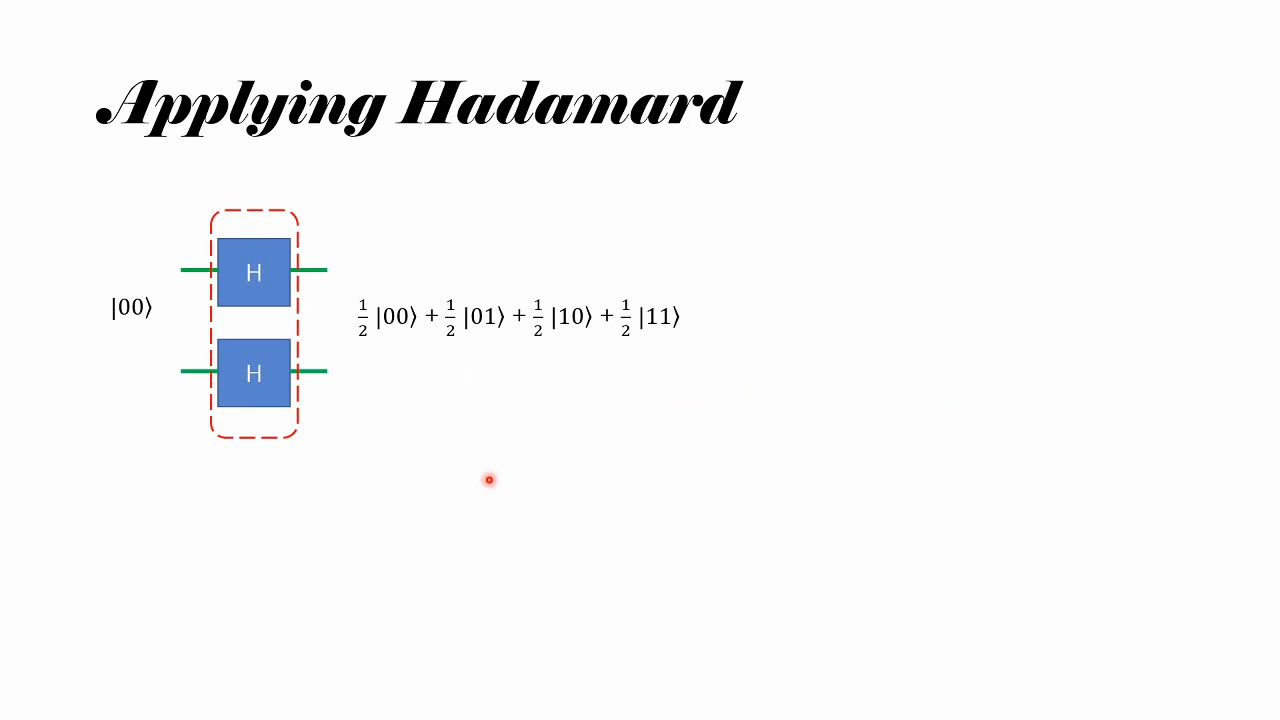 Applying Hadamard
H
|00⟩
½ |00⟩ + ½ |01⟩ + ½ |10⟩ + ½ |11⟩
H